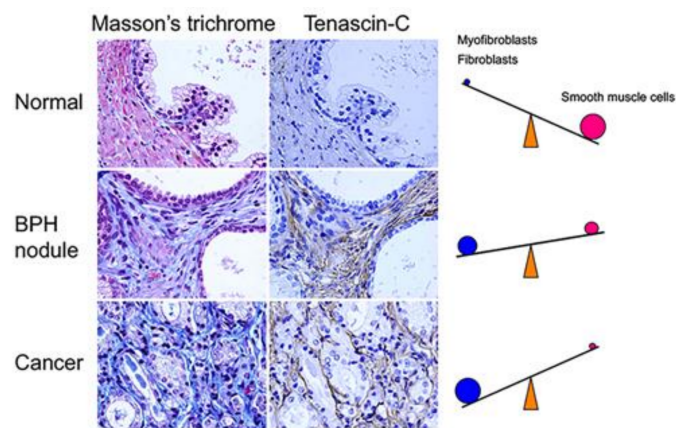 Masson's trichrome
Tenascin-C
Myofibroblasts
Fibroblasts
Normal
Smooth muscle cells
BPH
nodule
Cancer